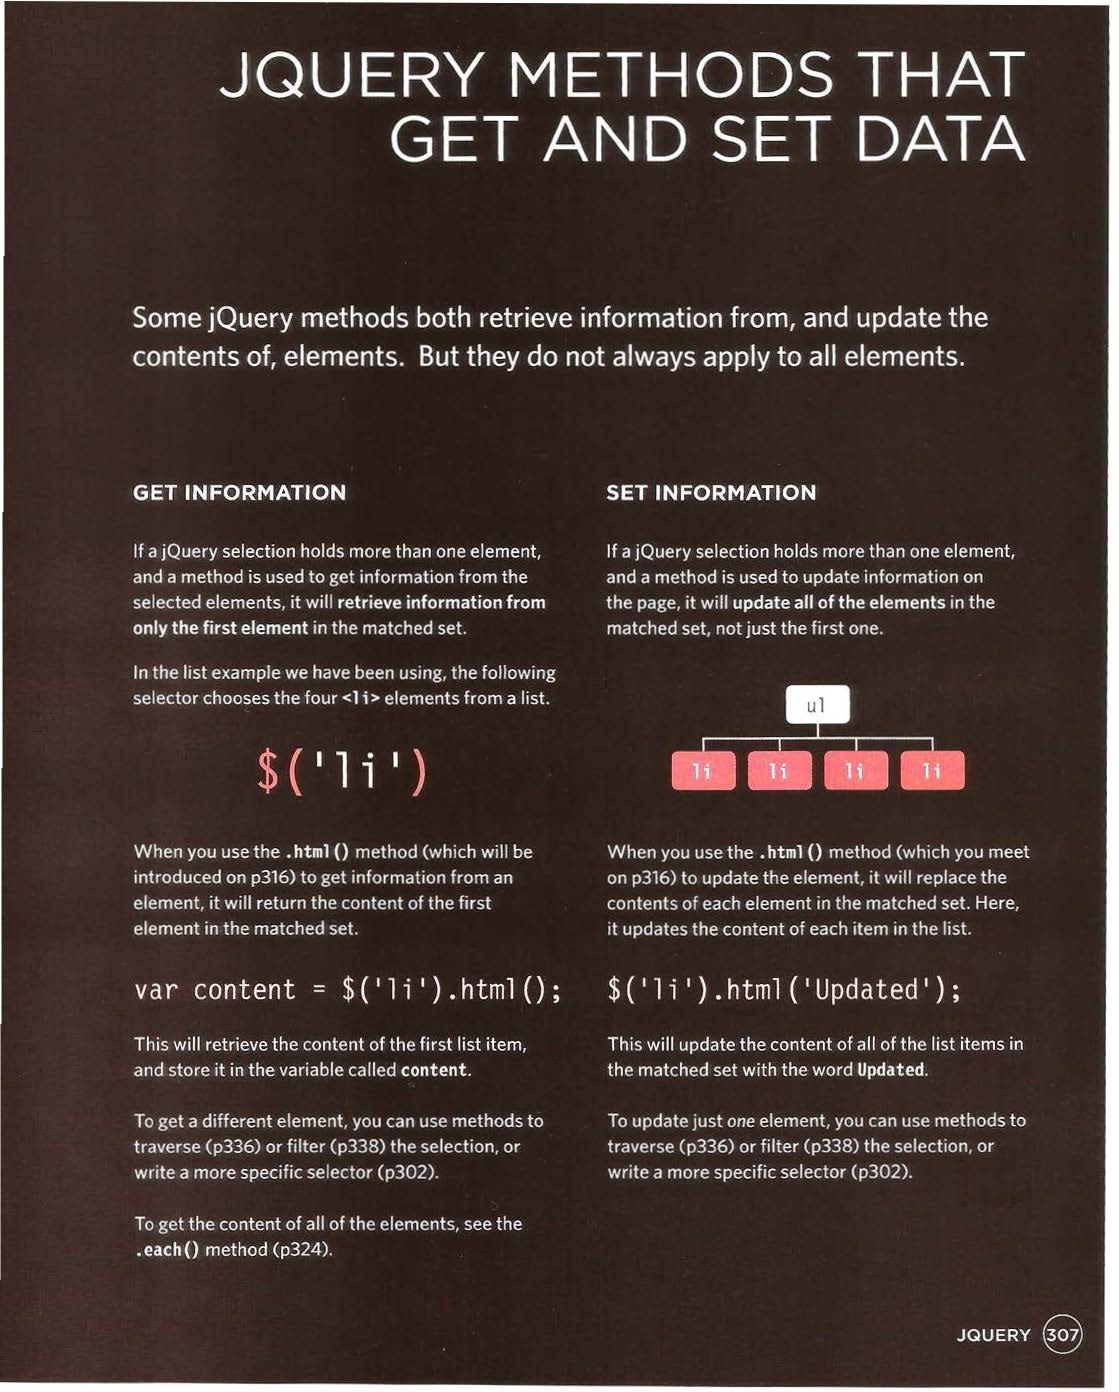 JQUERY METHODS THAT
GET AND SET DATA
Some jQuery methods both retrieve information from, and update the
contents of, elements. But they do not always apply to all elements.
GET INFORMATION
If a jQuery selection holds more than one element,
and a method is used to get information from the
selected elements, it will retrieve information from
only the first element in the matched set.
In the list example we have been using, the following
selector chooses the four <li> elements from a list.
$('li')
When you use the .html() method (which will be
introduced on p316) to get information from an
element, it will return the content of the first
element in the matched set.
var content = $('li').html();
This will retrieve the content of the first list item,
and store it in the variable called content.
To get a different element, you can use methods to
traverse (p336) or filter (p338) the selection, or
write a more specific selector (p302).
To get the content of all of the elements, see the
.each() method (p324).
SET INFORMATION
If a jQuery selection holds more than one element,
and a method is used to update information on
the page, it will update all of the elements in the
matched set, not just the first one.
ul
li li li li
When you use the .html() method (which you meet
on p316) to update the element, it will replace the
contents of each element in the matched set. Here,
it updates the content of each item in the list.
$('li').html('Updated');
This will update the content of all of the list items in
the matched set with the word Updated.
To update just one element, you can use methods to
traverse (p336) or filter (p338) the selection, or
write a more specific selector (p302).
JQUERY 307